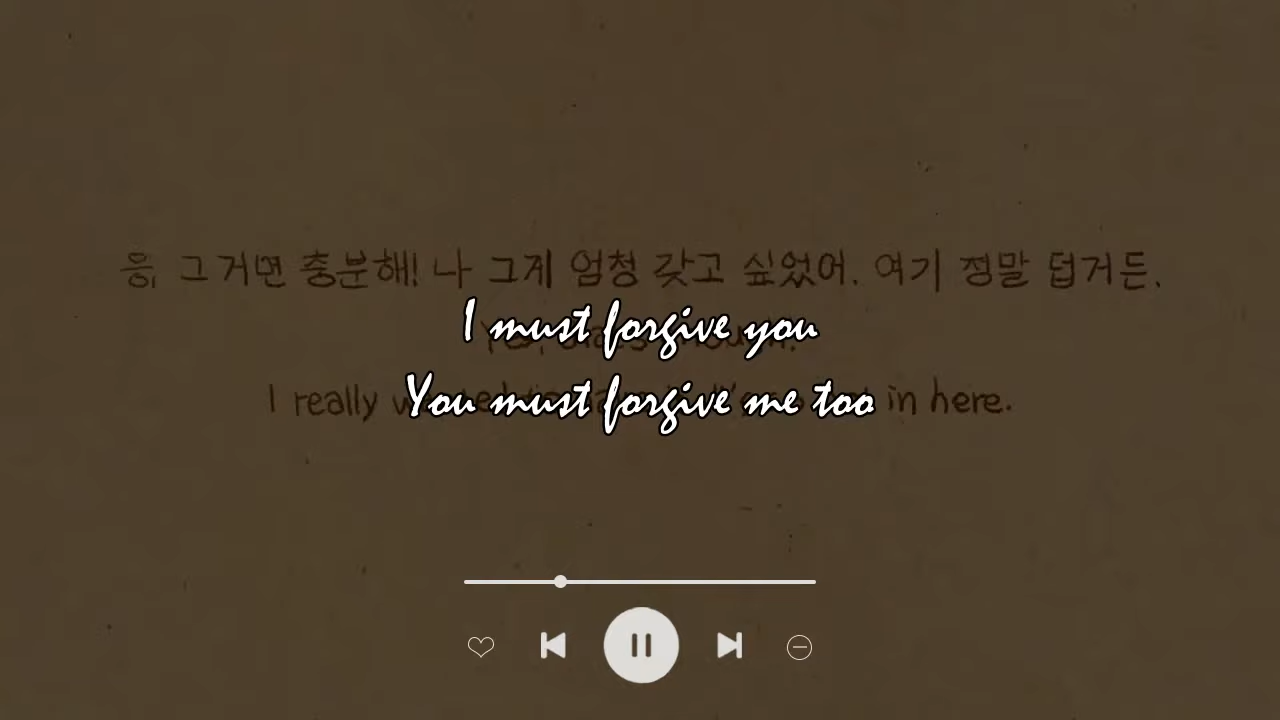 응, 그거면 충분해! 나 그게 엄청 갖고 싶었어. 여기 정말 덥거든.
I must forgive you
I really in here.
You must forgive me too